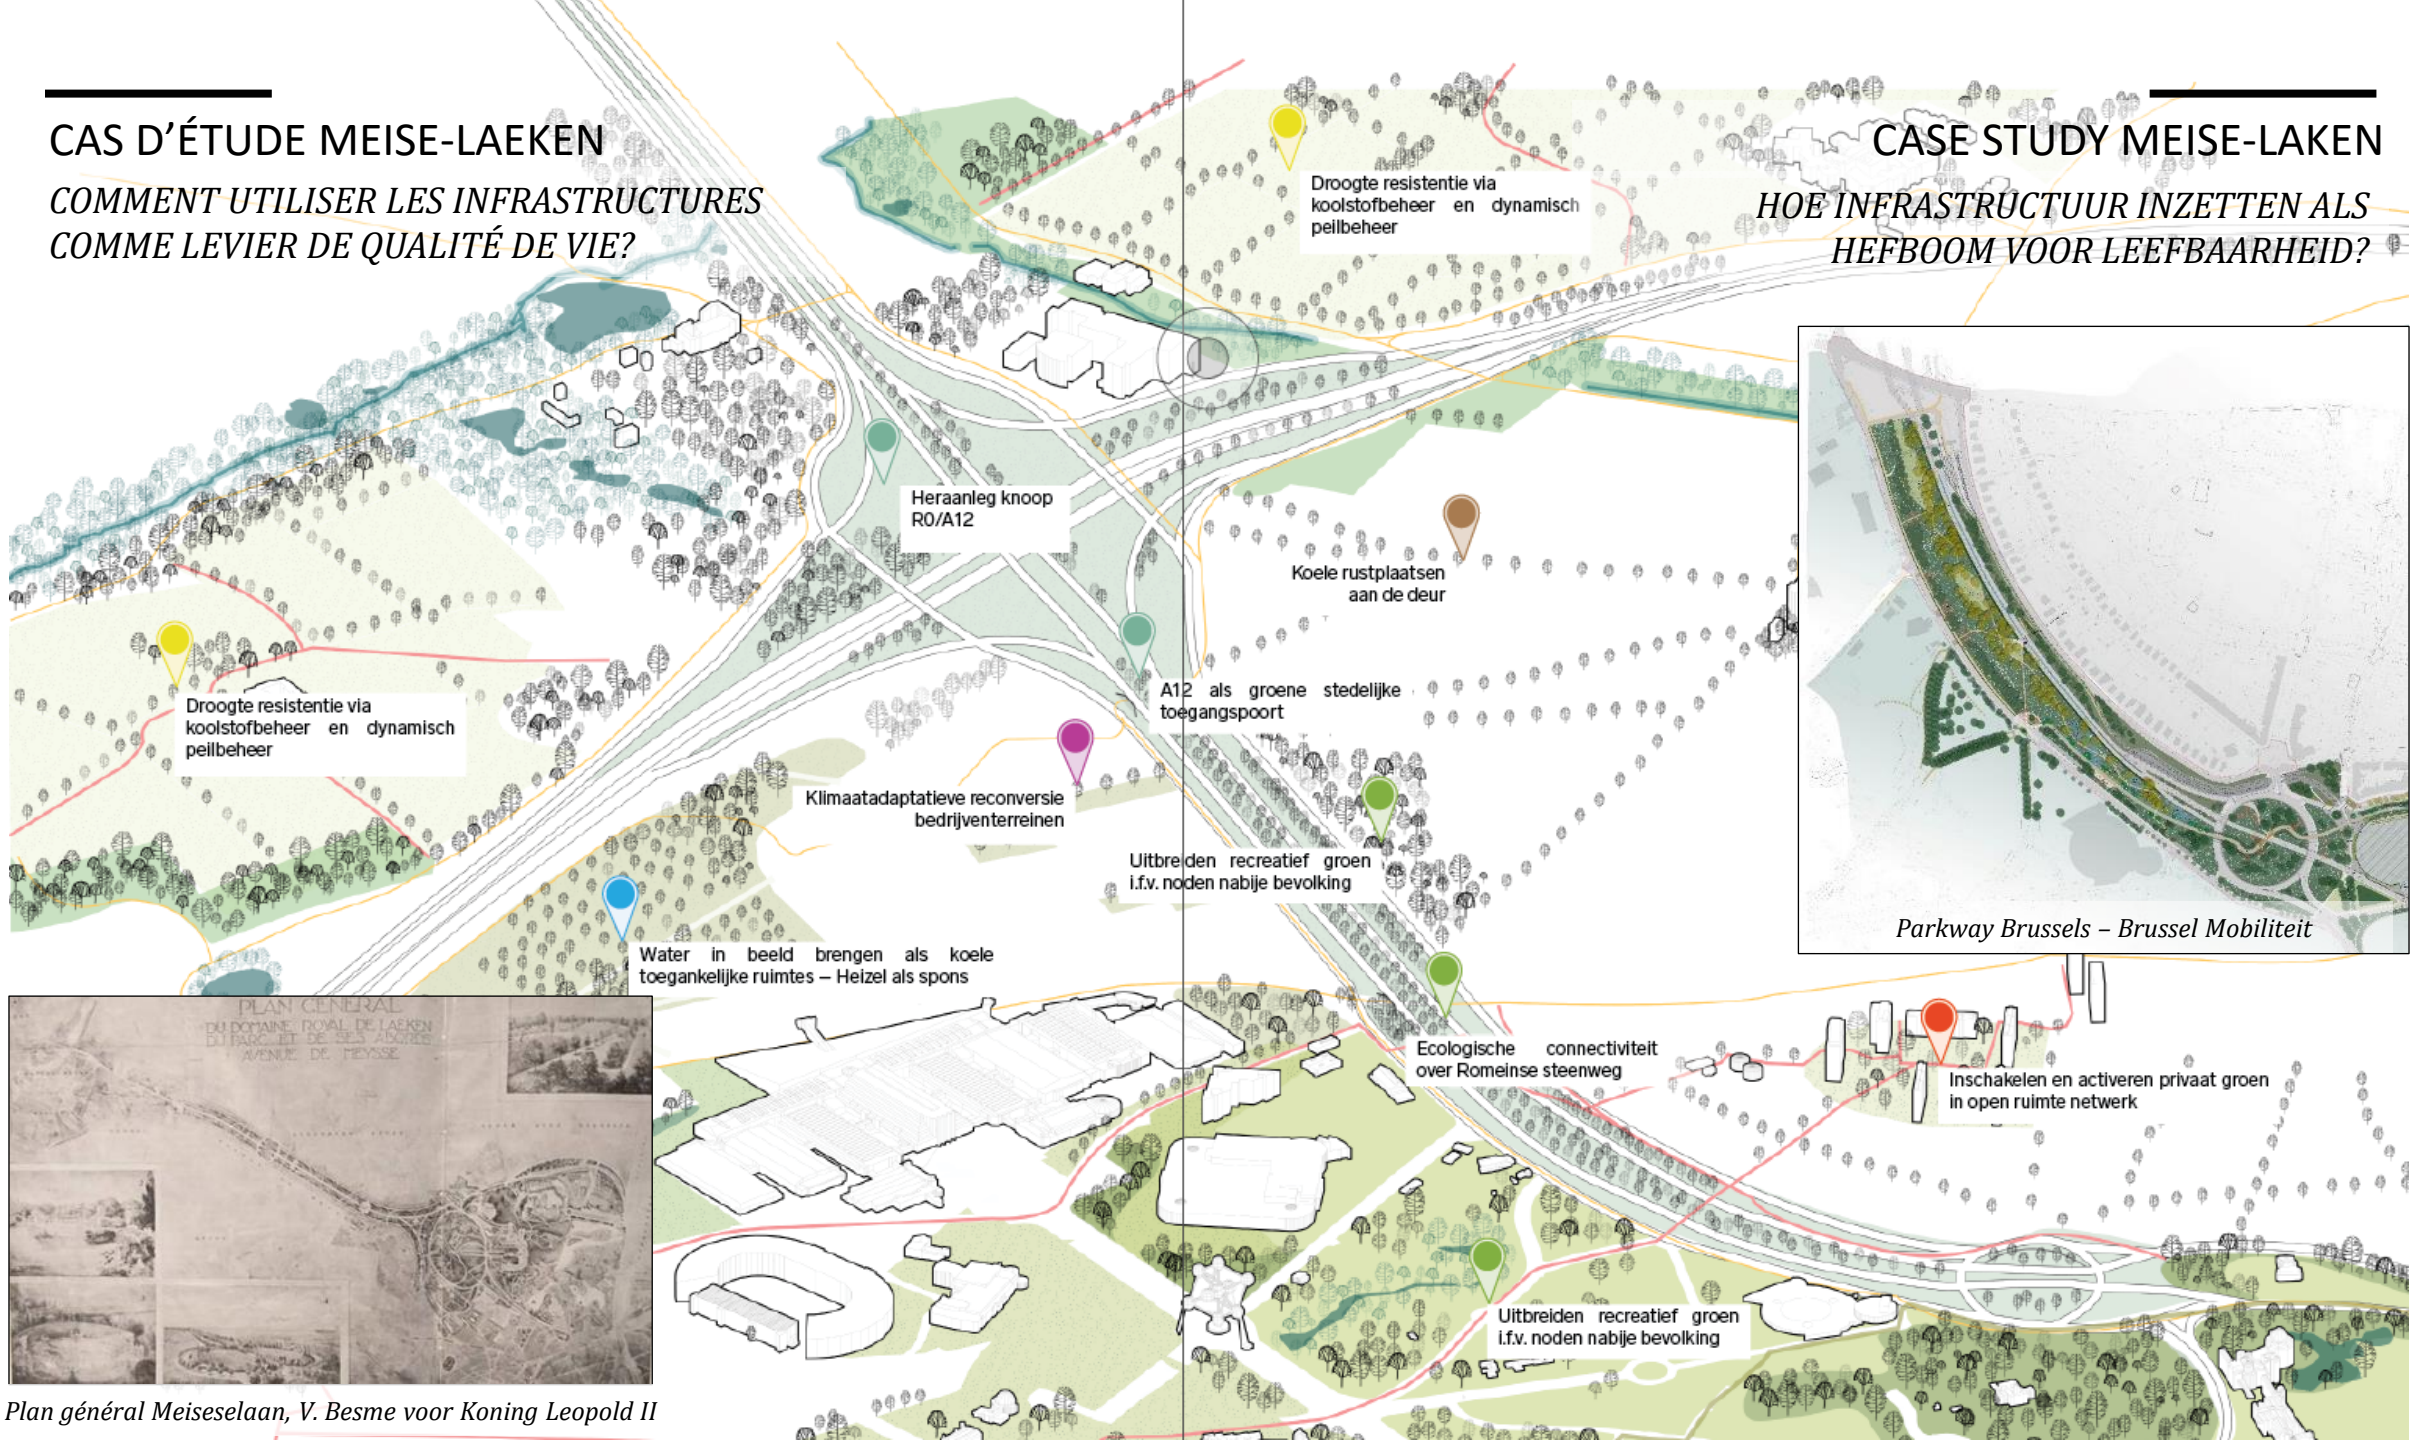 CAS D’ÉTUDE MEISE-LAEKEN
COMMENT UTILISER LES INFRASTRUCTURES
COMME LEVIER DE QUALITÉ DE VIE?
CASE STUDY MEISE-LAKEN
HOE INFRASTRUCTUUR INZETTEN ALS
HEFBOOM VOOR LEEFBAARHEID?
Droogte resistentie via
koolstofbeheer en dynamisch
peilbeheer
Heraanleg knoop
R0/A12
Koele rustplaatsen
aan de deur
A12 als groene stedelijke
toegangspoort
Droogte resistentie via
koolstofbeheer en dynamisch
peilbeheer
Klimaatadaptatieve reconversie
bedrijventerreinen
Uitbreiden recreatief groen
i.f.v. noden nabije bevolking
Parkway Brussels – Brussel Mobiliteit
Water in beeld brengen als koele
toegankelijke ruimtes – Heizel als spons
PLAN GENERAL
DU DOMAINE ROYAL DE LAEKEN
DU PARC ET DE SES ABORDS
AVENUE DE MEYSSE
Ecologische connectiviteit
over Romeinse steenweg
Inschakelen en activeren privaat groen
in open ruimte netwerk
Uitbreiden recreatief groen
i.f.v. noden nabije bevolking
Plan général Meiseselaan, V. Besme voor Koning Leopold II